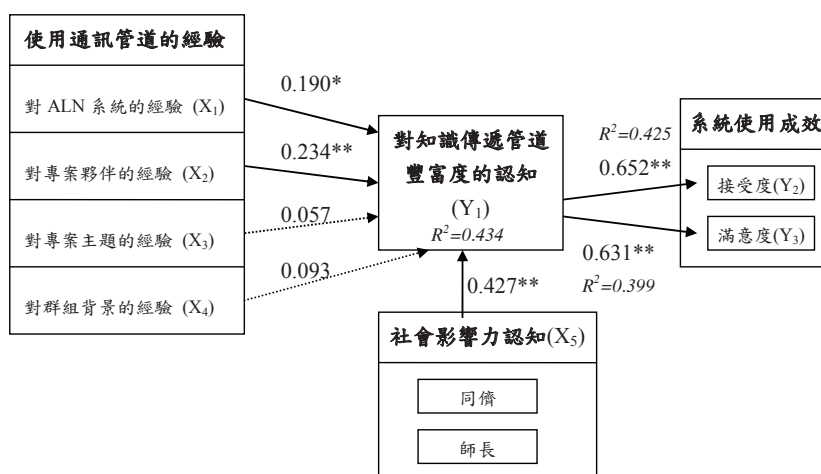 使用通訊管道的經驗
對 ALN 系統的經驗 (X1)
對專案夥伴的經驗 (X2)
對專案主題的經驗 (X3)
對群組背景的經驗 (X4)
0.190*
0.234**
0.057
0.093
對知識傳遞管道
豐富度的認知
(Y1)
R²=0.434
0.427**
社會影響力認知(X5)
同儕
師長
R²=0.425
0.652**
0.631**
R²=0.399
系統使用成效
接受度(Y2)
滿意度(Y3)